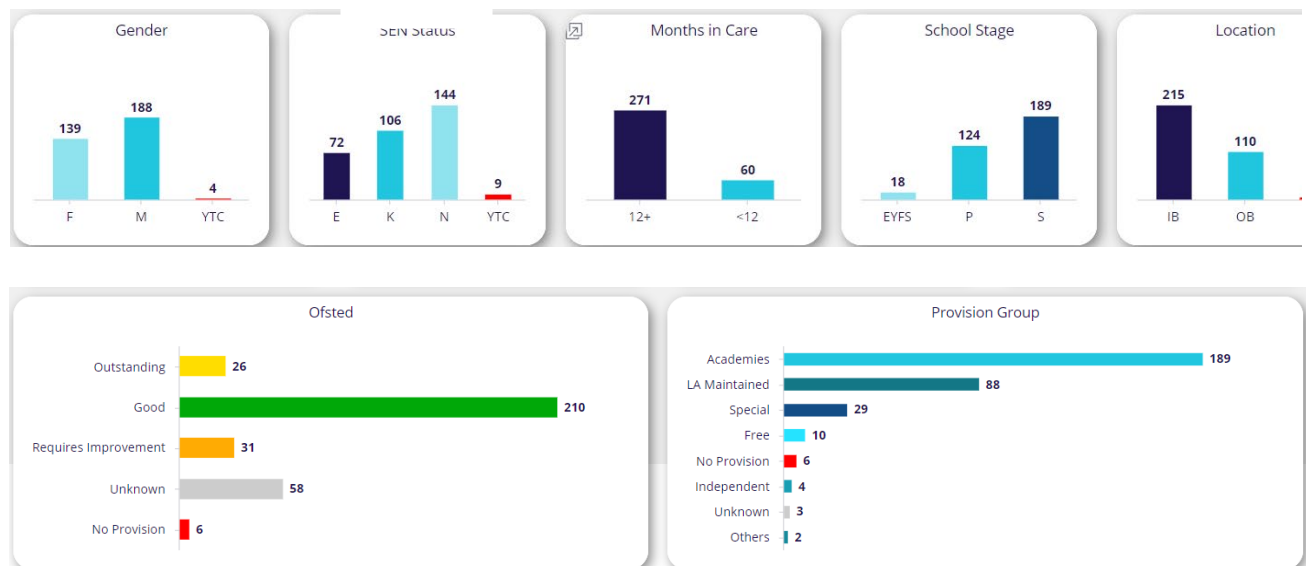 Gender
139
188
4
F M YTC
SEN Status
72
106
144
9
E K N YTC
Months in Care
271
60
12+ <12
School Stage
18
124
189
EYFS P S
Location
215
110
IB OB
Ofsted
Outstanding 26
Good 210
Requires Improvement 31
Unknown 58
No Provision 6
Provision Group
Academies 189
LA Maintained 88
Special 29
Free 10
No Provision 6
Independent 4
Unknown 3
Others 2